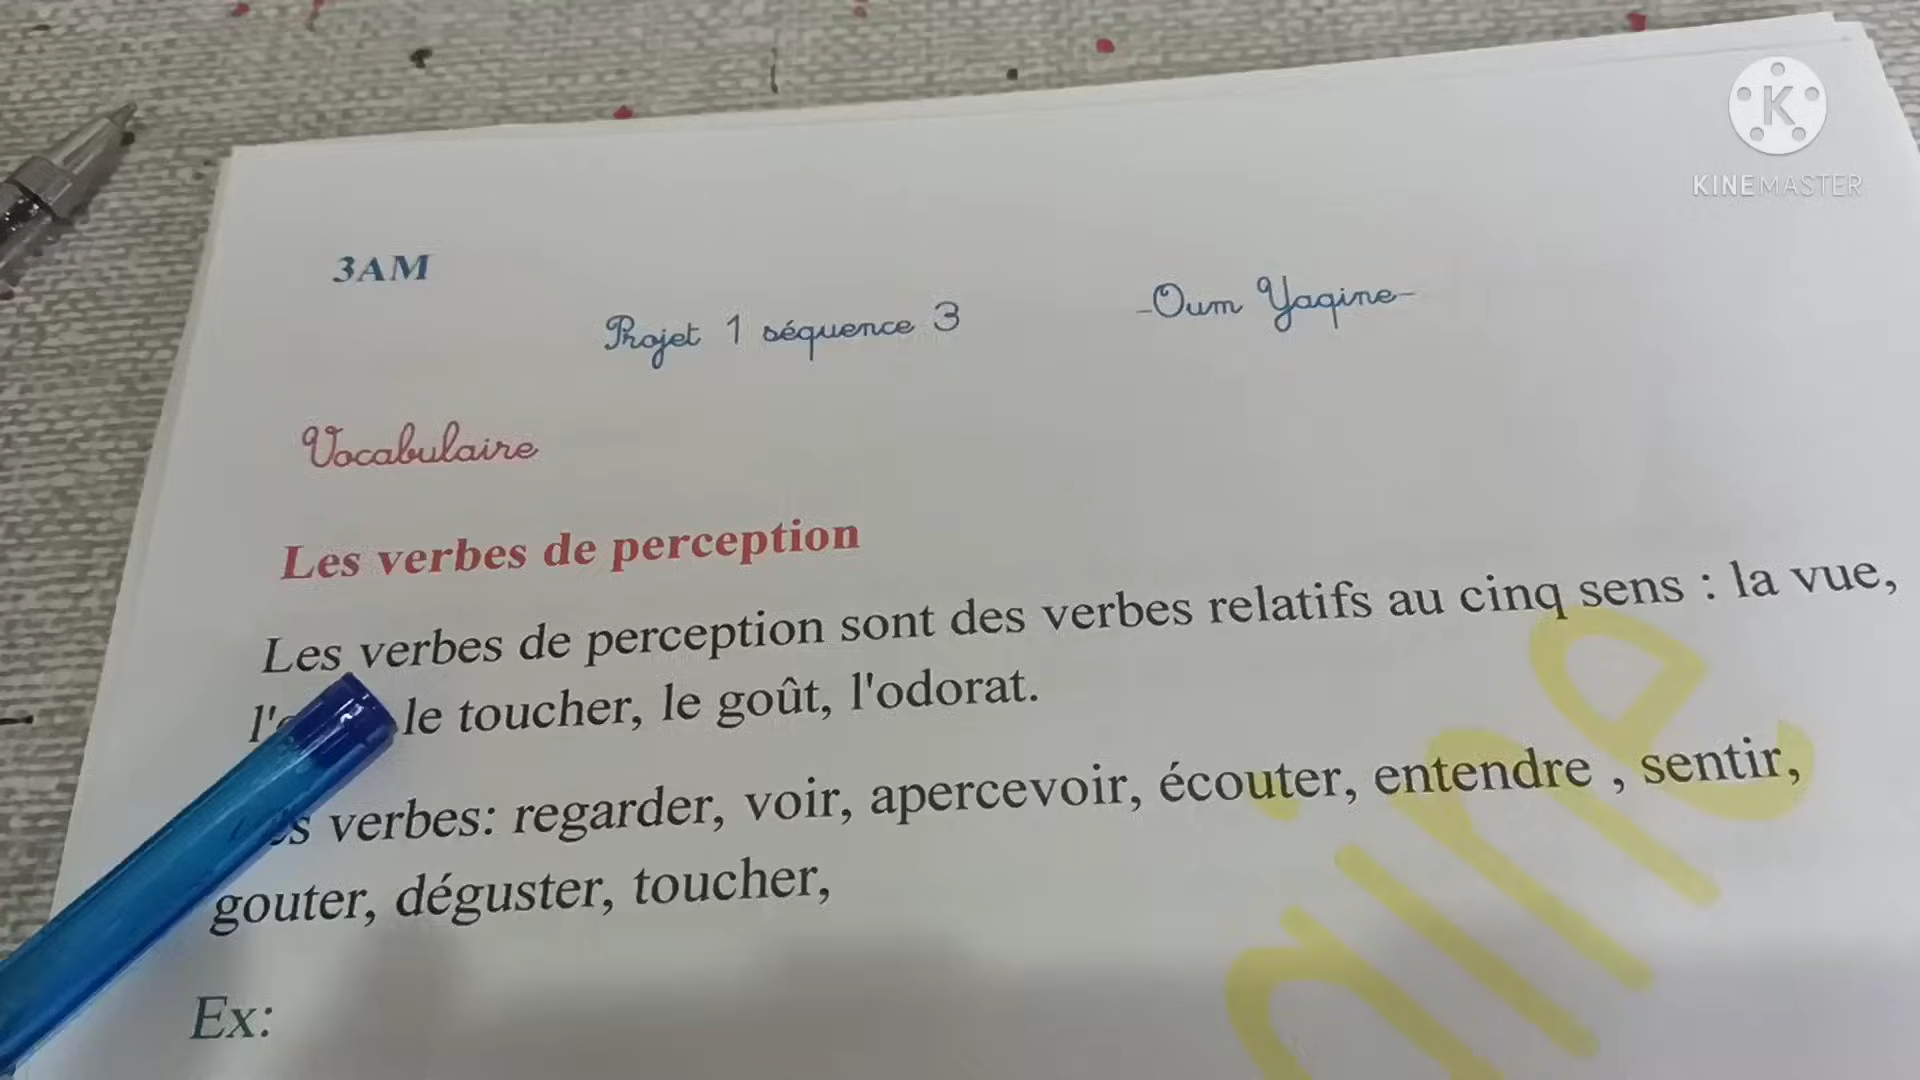 KINEMASTER
3AM
Projet 1 séquence 3
-Oum Yaqine-
Vocabulaire
Les verbes de perception
Les verbes de perception sont des verbes relatifs au cinq sens : la vue,
le toucher, le goût, l'odorat.
verbes: regarder, voir, apercevoir, écouter, entendre , sentir,
gouter, déguster, toucher,
Ex: